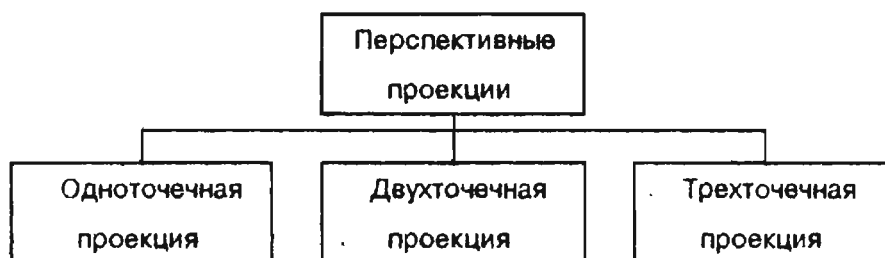 Перспективные
проекции
Одноточечная
проекция
Двухточечная
проекция
Трехточечная
проекция